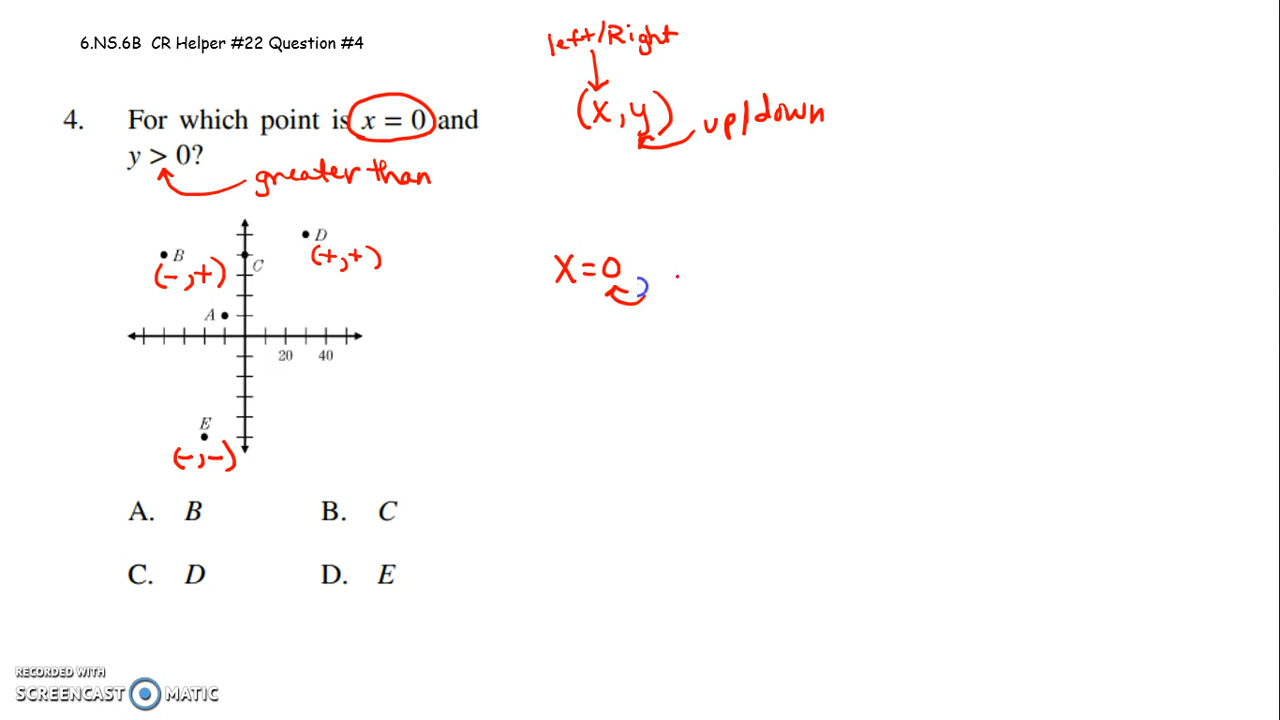 6.NS.6B CR Helper #22 Question #4
left/Right
(x,y)
up/down
4. For which point is x = 0 and
y > 0?
greater than
D
(+,+)
B
(-,+)
C
X=0
A
20 40
E
(-,-)
A. B B. C
C. D D. E
RECORDED WITH
SCREENCAST MATIC